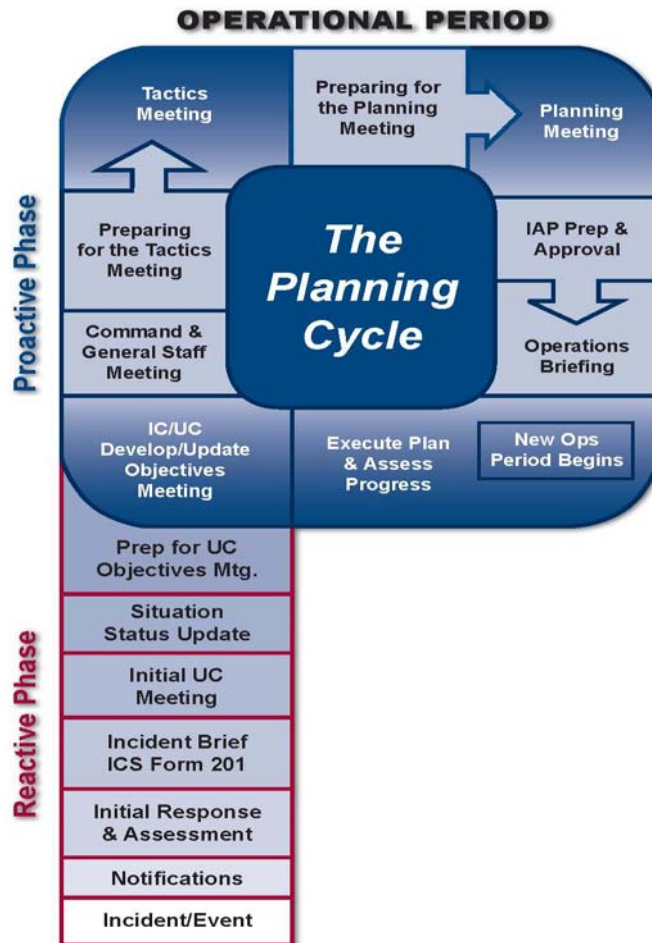 OPERATIONAL PERIOD
Tactics
Meeting
Preparing for
the Planning
Meeting
Planning
Meeting
Proactive Phase
Preparing
for the Tactics
Meeting
The
Planning
Cycle
IAP Prep &
Approval
Command &
General Staff
Meeting
Operations
Briefing
IC/UC
Develop/Update
Objectives
Meeting
Execute Plan
& Assess
Progress
New Ops
Period Begins
Reactive Phase
Prep for UC
Objectives Mtg.
Situation
Status Update
Initial UC
Meeting
Incident Brief
ICS Form 201
Initial Response
& Assessment
Notifications
Incident/Event